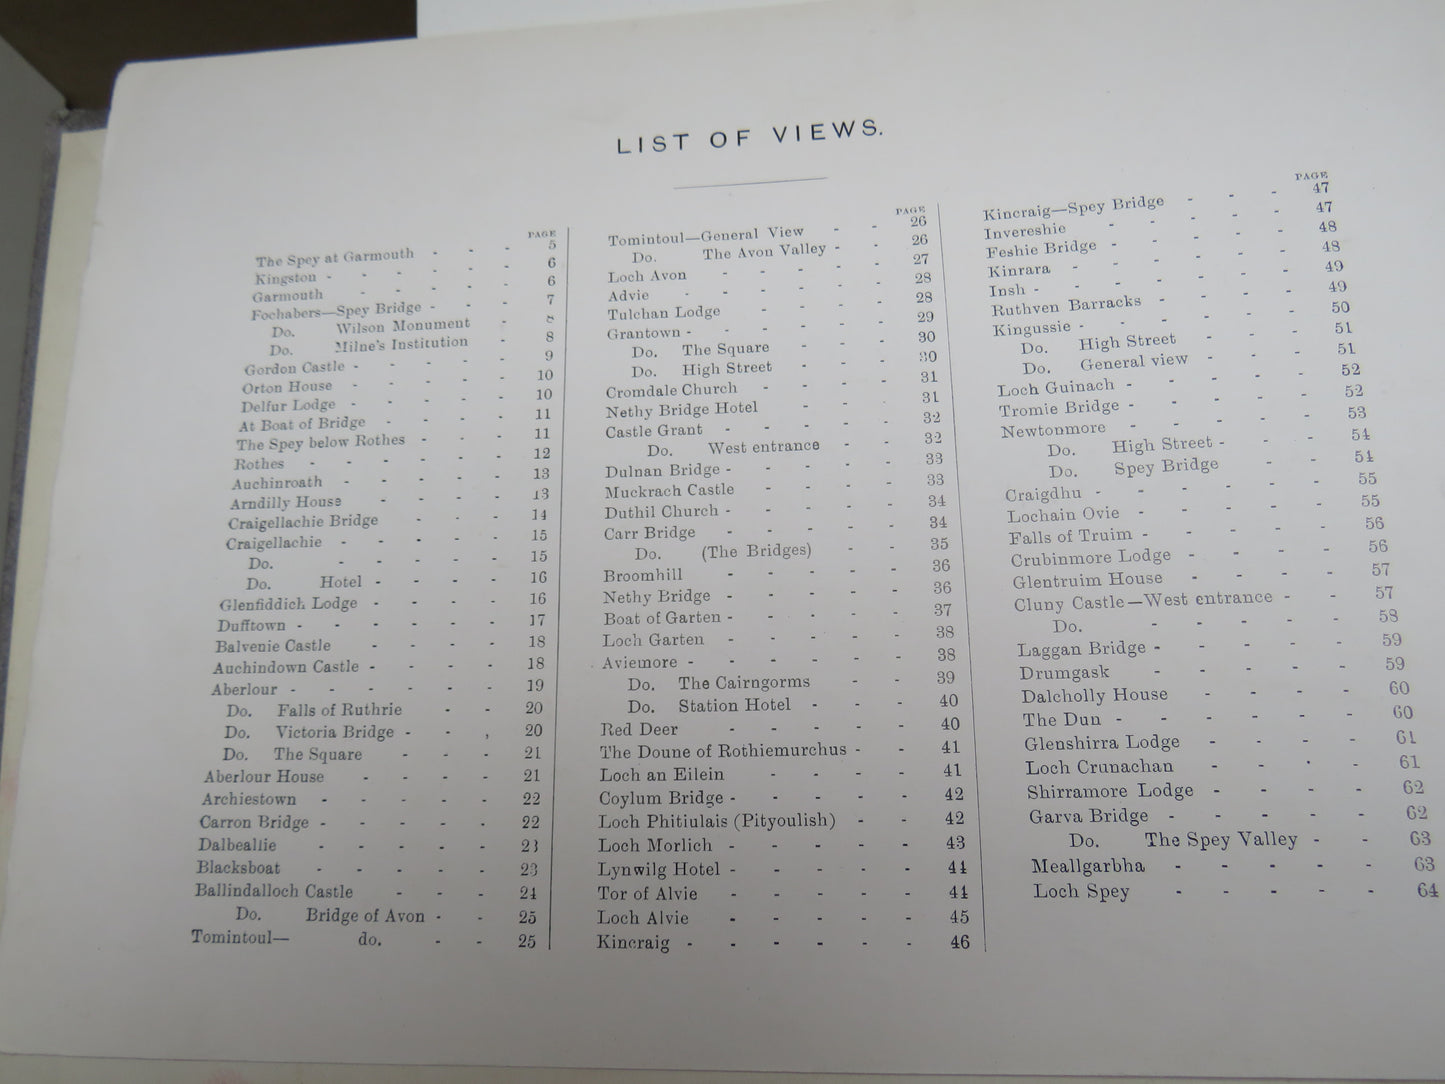 LIST OF VIEWS.
PAGE
The Spey at Garmouth - - - 5
Kingston - - - - - 6
Garmouth - - - - 6
Fochabers—Spey Bridge - - - 7
Do. Wilson Monument - 8
Do. Milne's Institution - 8
Gordon Castle - - - - - 9
Orton House - - - - 10
Delfur Lodge - - - - - 10
At Boat of Bridge - - - - 11
The Spey below Rothes - - - 11
Rothes - - - - - - 12
Auchinroath - - - - - 13
Arndilly House - - - - 13
Craigellachie Bridge - - - 14
Craigellachie - - - - - 15
Do. - - - - - 15
Do. Hotel - - - - 16
Glenfiddich Lodge - - - - 16
Dufftown - - - - - - 17
Balvenie Castle - - - - 18
Auchindown Castle - - - - 18
Aberlour - - - - - - 19
Do. Falls of Ruthrie - - 20
Do. Victoria Bridge - - , 20
Do. The Square - - - 21
Aberlour House - - - - 21
Archiestown - - - - - 22
Carron Bridge - - - - - 22
Dalbeallie - - - - - 23
Blacksboat - - - - - 23
Ballindalloch Castle - - - 24
Do. Bridge of Avon - - 25
Tomintoul— do. - - 25
PAGE
Tomintoul—General View - - 26
Do. The Avon Valley - - 26
Loch Avon - - - - - 27
Advie - - - - - - 28
Tulchan Lodge - - - - 28
Grantown - - - - - - 29
Do. The Square - - - 30
Do. High Street - - - 30
Cromdale Church - - - - 31
Nethy Bridge Hotel - - - 31
Castle Grant - - - - - 32
Do. West entrance - - 32
Dulnan Bridge - - - - - 33
Muckrach Castle - - - - 33
Duthil Church - - - - - 34
Carr Bridge - - - - - 34
Do. (The Bridges) - - 35
Broomhill - - - - - 36
Nethy Bridge - - - - - 36
Boat of Garten - - - - - 37
Loch Garten - - - - - 38
Aviemore - - - - - - 38
Do. The Cairngorms - - 39
Do. Station Hotel - - - 40
Red Deer - - - - - 40
The Doune of Rothiemurchus - - 41
Loch an Eilein - - - - 41
Coylum Bridge - - - - - 42
Loch Phitiulais (Pityoulish) - - 42
Loch Morlich - - - - - 43
Lynwilg Hotel - - - - - 44
Tor of Alvie - - - - 44
Loch Alvie - - - - - 45
Kincraig - - - - - - 46
PAGE
Kincraig—Spey Bridge - - - 47
Invereshie - - - - - 47
Feshie Bridge - - - - - 48
Kinrara - - - - - - 48
Insh - - - - - - - 49
Ruthven Barracks - - - - 49
Kingussie - - - - - - 50
Do. High Street - - - 51
Do. General view - - - 51
Loch Guinach - - - - - 52
Tromie Bridge - - - - - 52
Newtonmore - - - - - 53
Do. High Street - - - 54
Do. Spey Bridge - - 54
Craigdhu - - - - - - 55
Lochain Ovie - - - - - 55
Falls of Truim - - - - - 56
Crubinmore Lodge - - - - 56
Glentruim House - - - - 57
Cluny Castle—West entrance - - 57
Do. - - - - - 58
Laggan Bridge - - - - - 59
Drumgask - - - - - 59
Dalcholly House - - - - 60
The Dun - - - - - - 60
Glenshirra Lodge - - - - 61
Loch Crunachan - - - - 61
Shirramore Lodge - - - - 62
Garva Bridge - - - - - 62
Do. The Spey Valley - - 63
Meallgarbha - - - - - 63
Loch Spey - - - - - 64